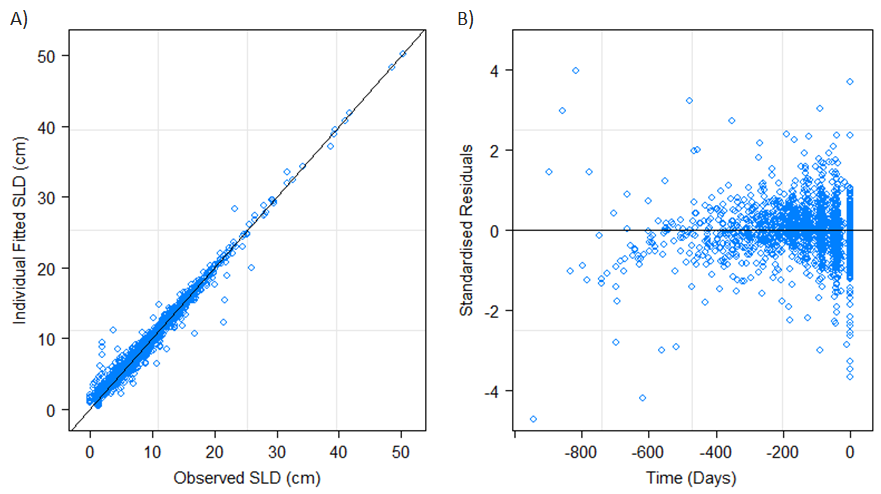 A)
B)
Individual Fitted SLD (cm)
50
40
30
20
10
0
0 10 20 30 40 50
Observed SLD (cm)
Standardised Residuals
4
2
0
-2
-4
-800 -600 -400 -200 0
Time (Days)